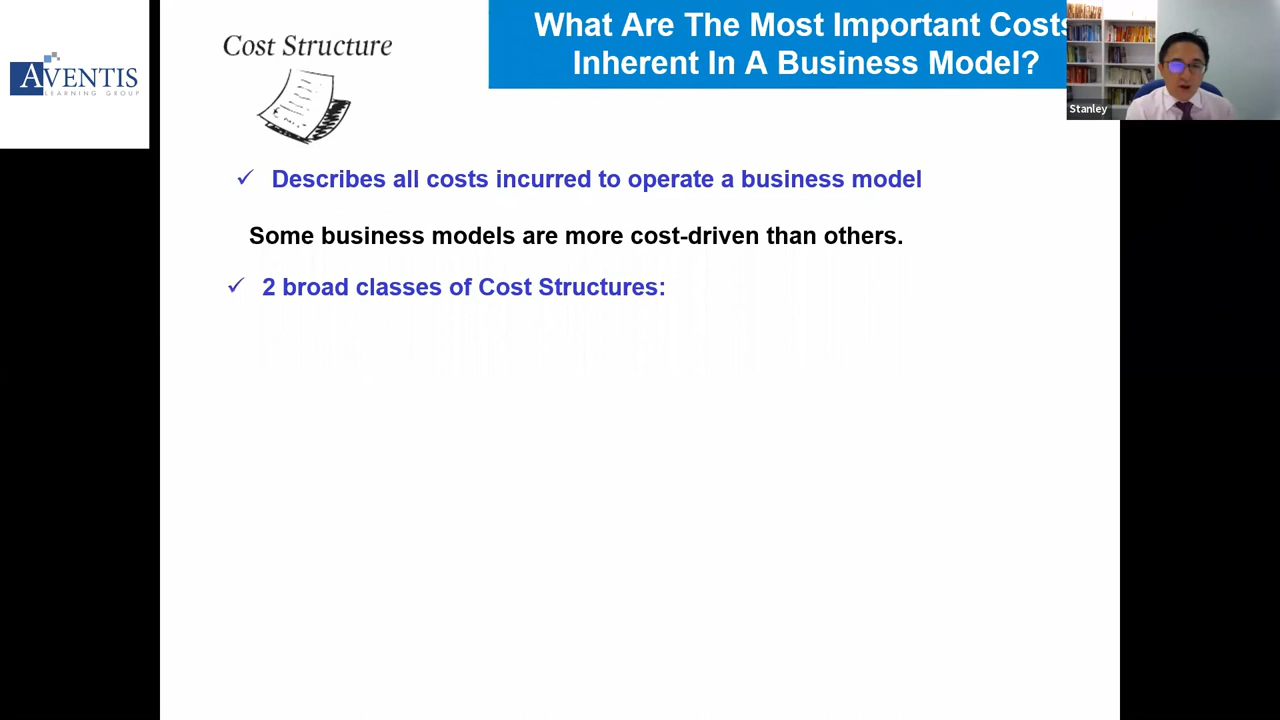 AVENTIS
LEARNING GROUP
Cost Structure
What Are The Most Important Costs
Inherent In A Business Model?
Stanley
✓ Describes all costs incurred to operate a business model
Some business models are more cost-driven than others.
✓ 2 broad classes of Cost Structures: